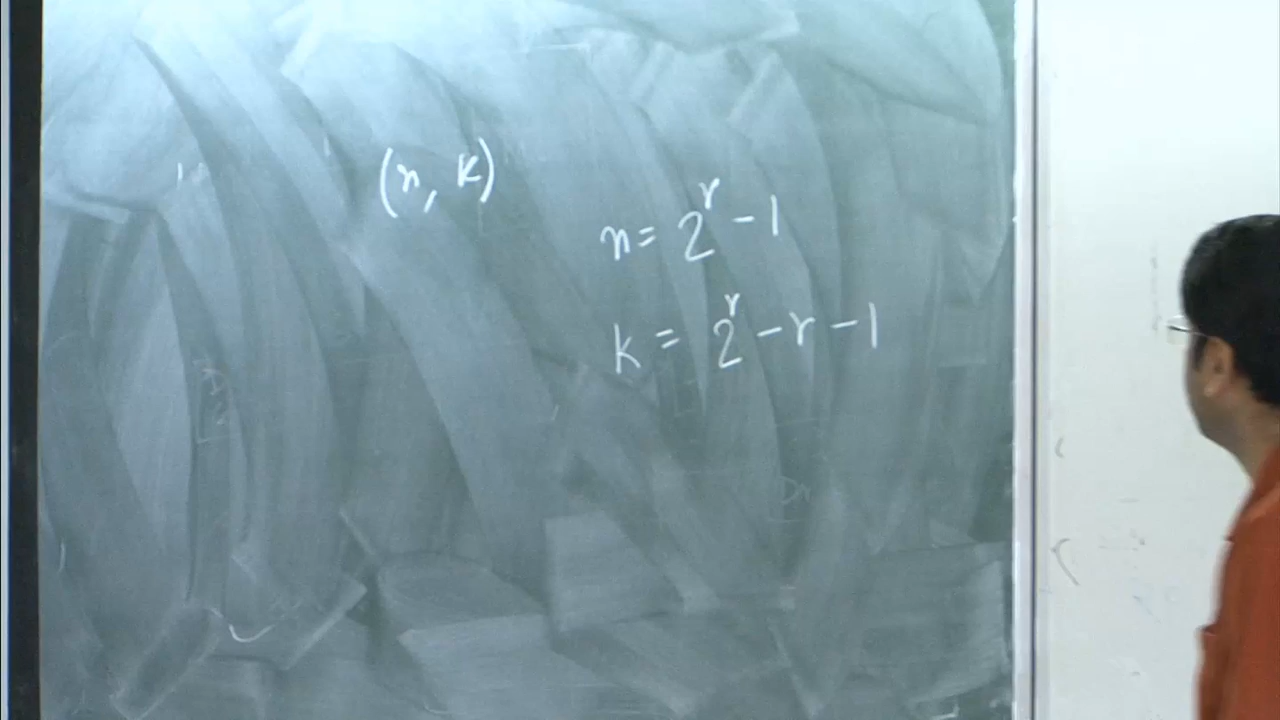 (n, k)
n = 2^r - 1
k = 2^r - r - 1